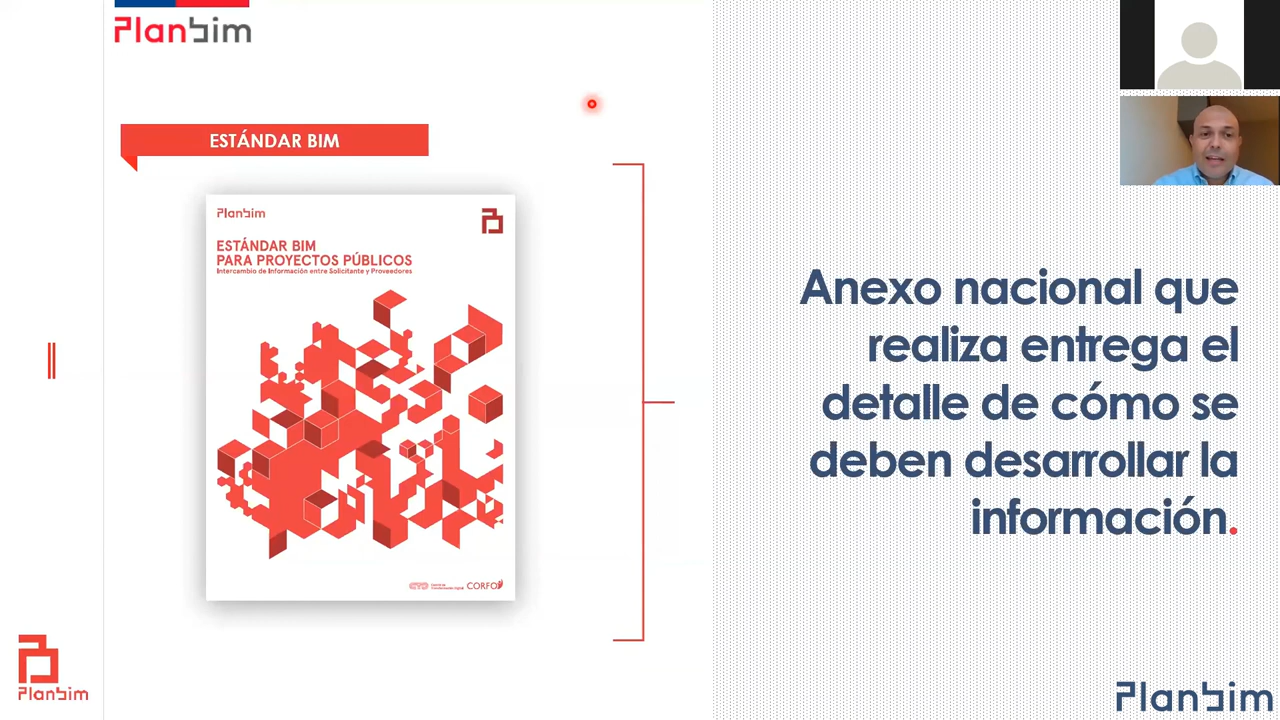 Planbim
ESTÁNDAR BIM
Planbim
ESTÁNDAR BIM
PARA PROYECTOS PÚBLICOS
Intercambio de Información entre Solicitante y Proveedores
CORFO
Anexo nacional que
realiza entrega el
detalle de cómo se
deben desarrollar la
información.
Planbim
Planbim